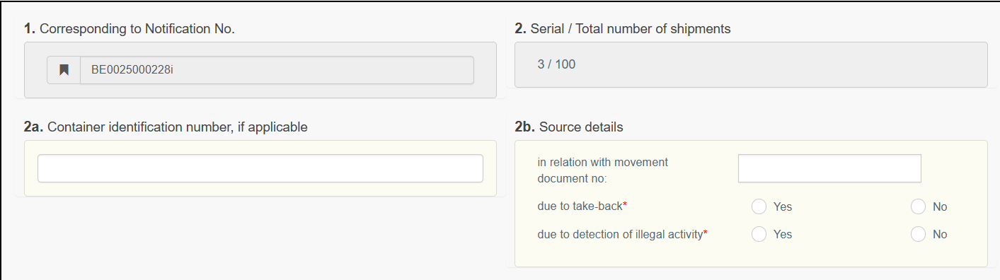 1. Corresponding to Notification No.
BE0025000228i
2. Serial / Total number of shipments
3 / 100
2a. Container identification number, if applicable
2b. Source details
in relation with movement
document no:
due to take-back*
Yes
No
due to detection of illegal activity*
Yes
No